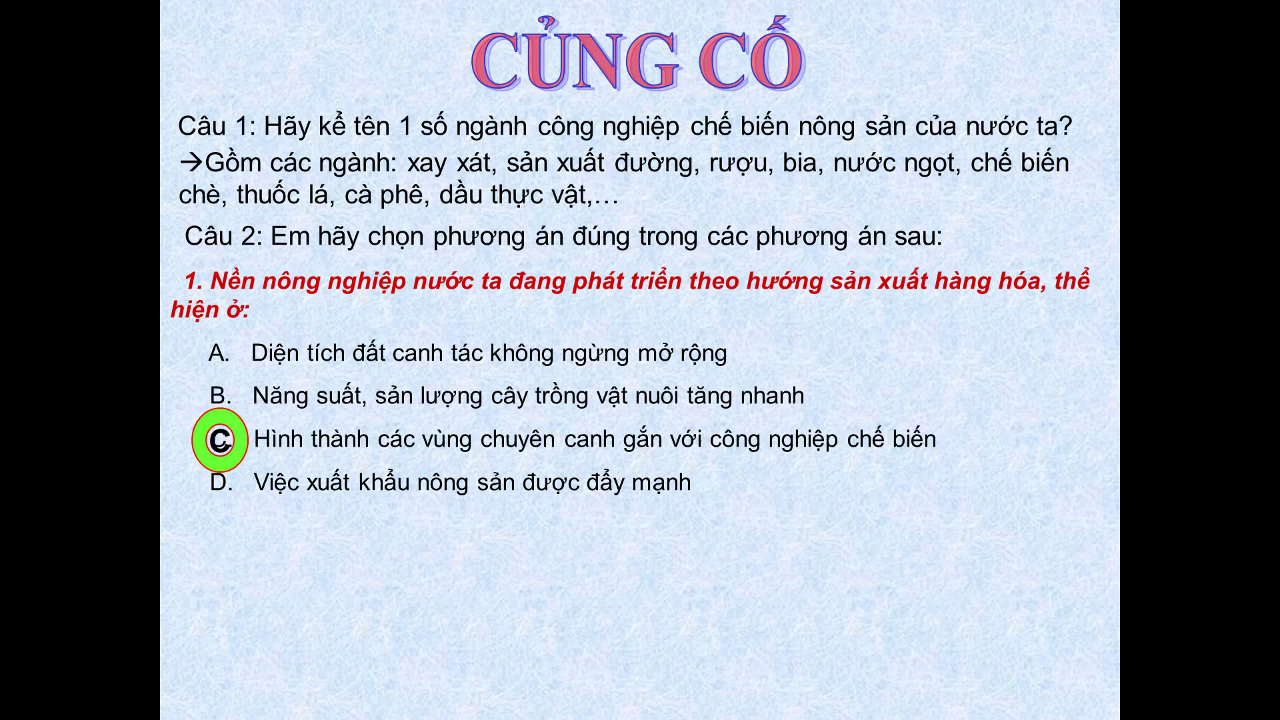 CỦNG CỐ
Câu 1: Hãy kể tên 1 số ngành công nghiệp chế biến nông sản của nước ta?
→Gồm các ngành: xay xát, sản xuất đường, rượu, bia, nước ngọt, chế biến
chè, thuốc lá, cà phê, dầu thực vật,…
Câu 2: Em hãy chọn phương án đúng trong các phương án sau:
1. Nền nông nghiệp nước ta đang phát triển theo hướng sản xuất hàng hóa, thể
hiện ở:
A. Diện tích đất canh tác không ngừng mở rộng
B. Năng suất, sản lượng cây trồng vật nuôi tăng nhanh
C Hình thành các vùng chuyên canh gắn với công nghiệp chế biến
D. Việc xuất khẩu nông sản được đẩy mạnh